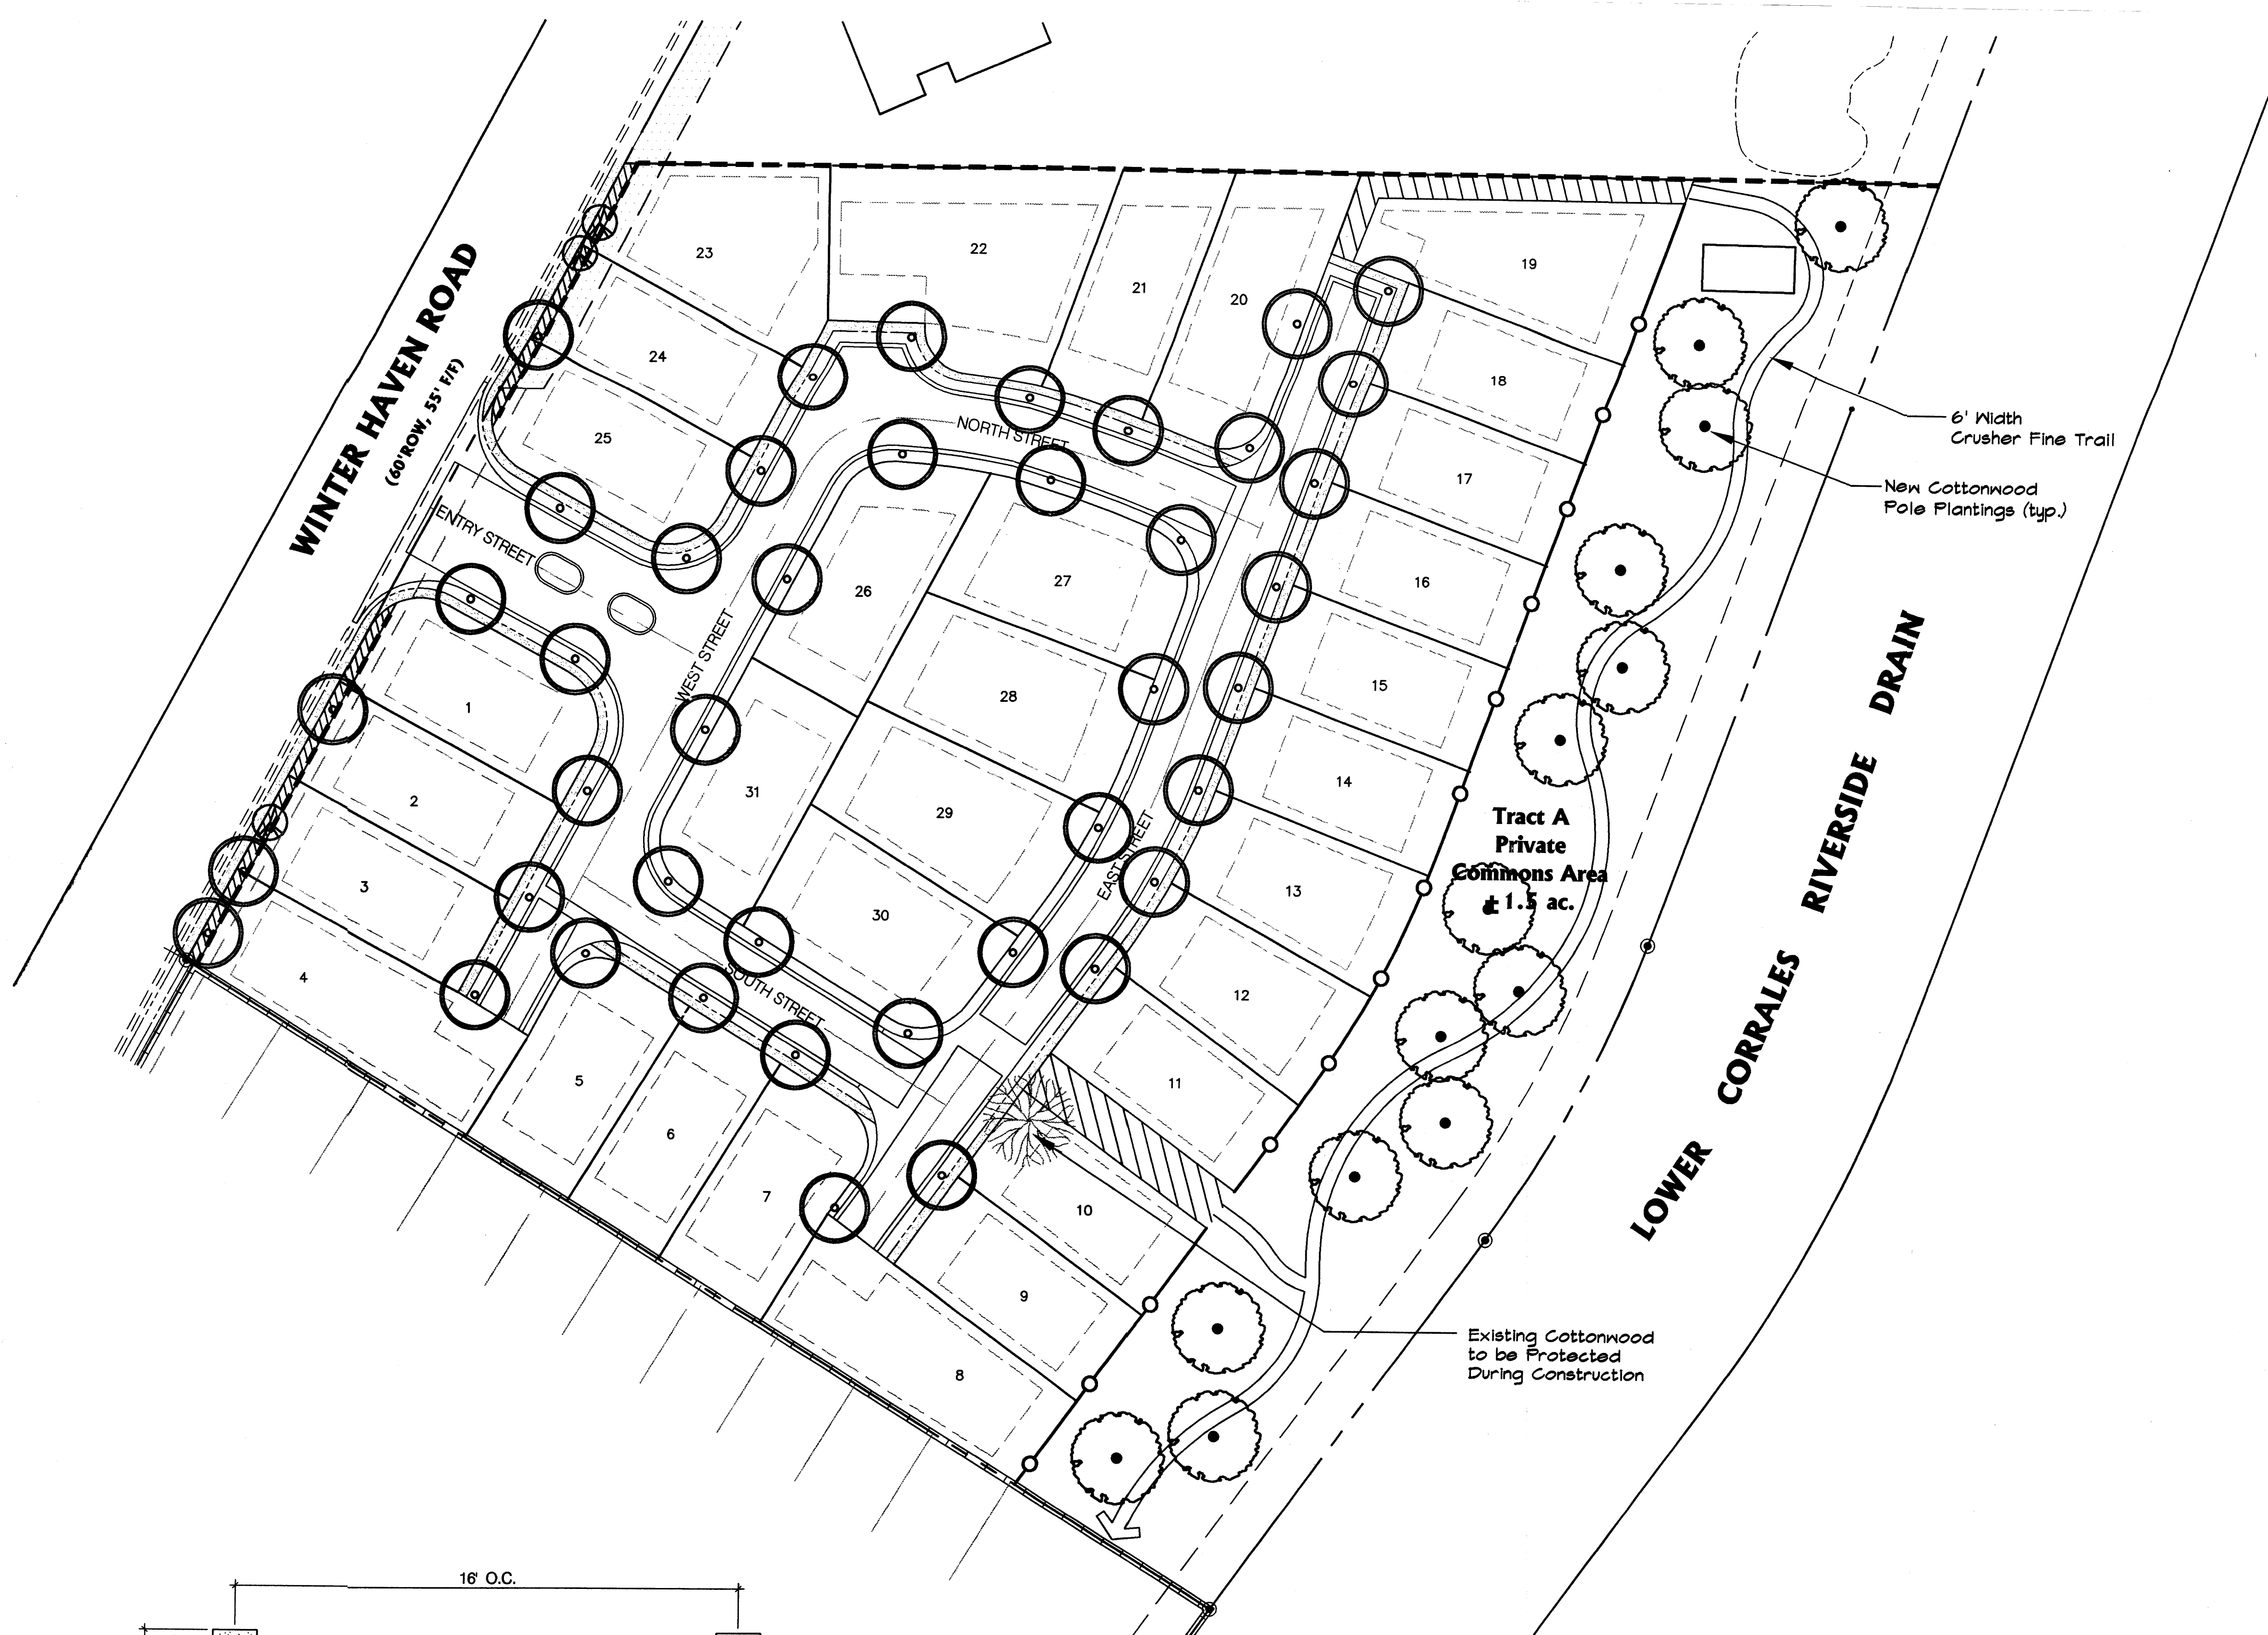 WINTER HAVEN ROAD
(60'ROW, 55' F/F)
23
22
21
20
19
24
25
18
17
16
15
14
13
12
11
NORTH STREET
ENTRY STREET
WEST STREET
EAST STREET
SOUTH STREET
26
27
28
29
30
31
1
2
3
4
5
6
7
10
9
8
6' Width
Crusher Fine Trail
New Cottonwood
Pole Plantings (typ.)
Tract A
Private
Commons Area
±1.5 ac.
LOWER CORRALES RIVERSIDE DRAIN
Existing Cottonwood
to be Protected
During Construction
16' O.C.